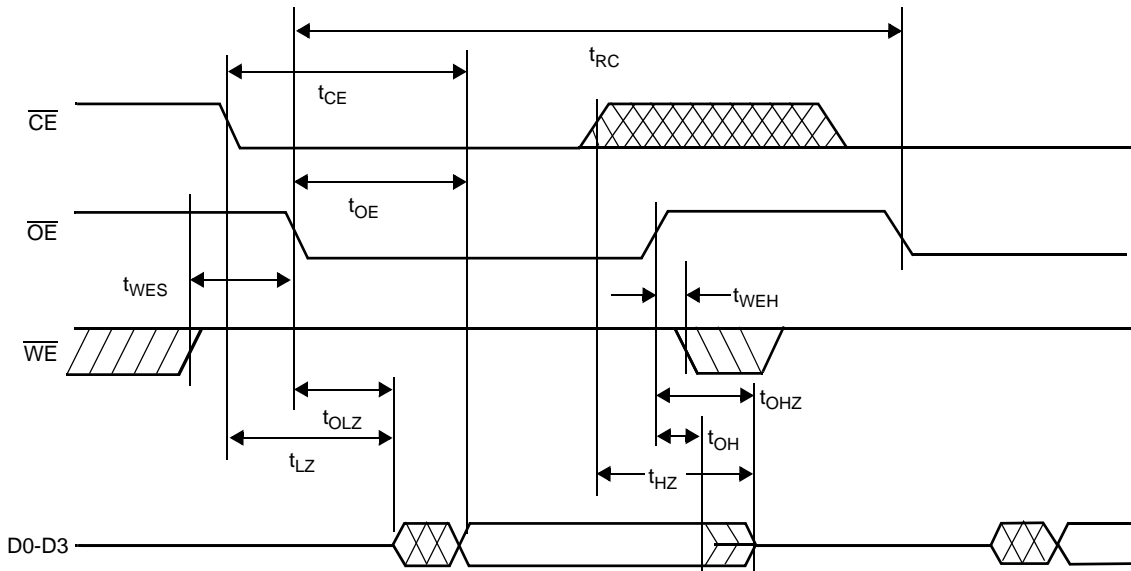 tRC
tCE
CE
tOE
OE
tWES
tWEH
WE
tOLZ
tOHZ
tOH
tLZ
tHZ
D0-D3